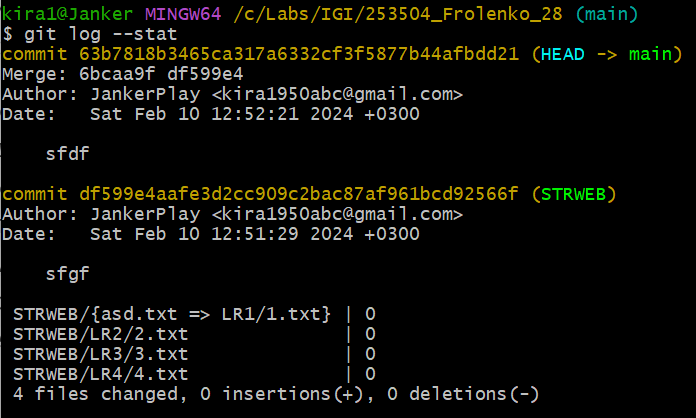 kira1@Janker MINGW64 /c/Labs/IGI/253504_Frolenko_28 (main)
$ git log --stat
commit 63b7818b3465ca317a6332cf3f5877b44afbdd21 (HEAD -> main)
Merge: 6bcaa9f df599e4
Author: JankerPlay <kira1950abc@gmail.com>
Date:   Sat Feb 10 12:52:21 2024 +0300
sfdf
commit df599e4aafe3d2cc909c2bac87af961bcd92566f (STRWEB)
Author: JankerPlay <kira1950abc@gmail.com>
Date:   Sat Feb 10 12:51:29 2024 +0300
sfgf
STRWEB/{asd.txt => LR1/1.txt} | 0
STRWEB/LR2/2.txt              | 0
STRWEB/LR3/3.txt              | 0
STRWEB/LR4/4.txt              | 0
4 files changed, 0 insertions(+), 0 deletions(-)